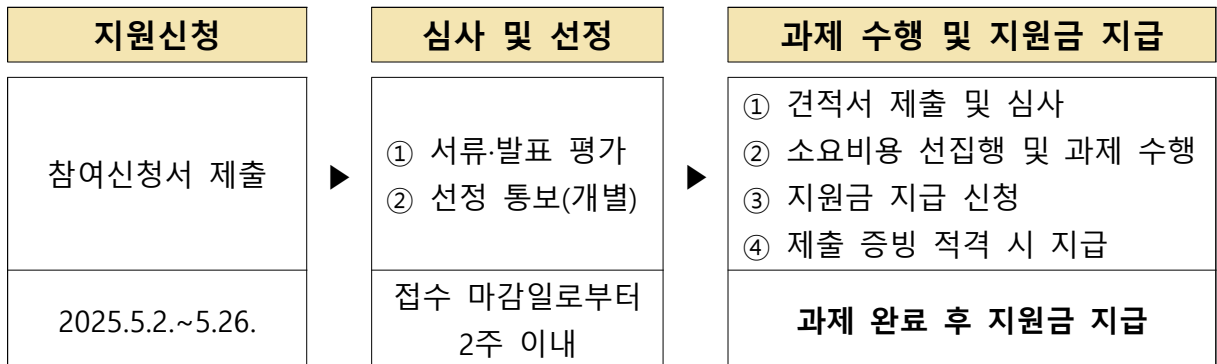 지원신청
심사 및 선정
과제 수행 및 지원금 지급
참여신청서 제출
▶
① 서류·발표 평가
② 선정 통보(개별)
▶
① 견적서 제출 및 심사
② 소요비용 선집행 및 과제 수행
③ 지원금 지급 신청
④ 제출 증빙 적격 시 지급
2025.5.2.~5.26.
접수 마감일로부터
2주 이내
과제 완료 후 지원금 지급